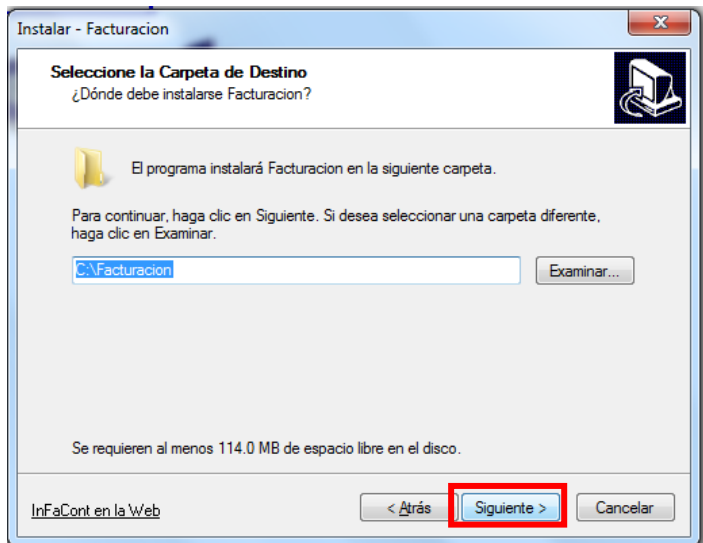 Instalar - Facturacion
Seleccione la Carpeta de Destino
¿Dónde debe instalarse Facturacion?
El programa instalará Facturacion en la siguiente carpeta.
Para continuar, haga clic en Siguiente. Si desea seleccionar una carpeta diferente,
haga clic en Examinar.
C:\Facturacion
Examinar...
Se requieren al menos 114.0 MB de espacio libre en el disco.
InFaCont en la Web
< Atrás
Siguiente >
Cancelar